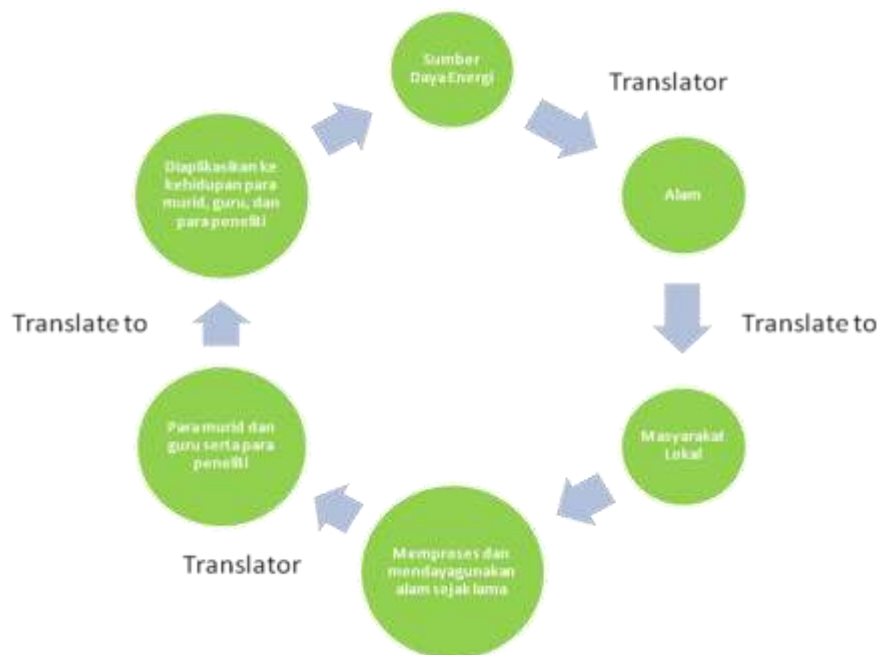 Sumber
Daya Energi
Translator
Alam
Translate to
Masyarakat
Lokal
Memproses dan
mendayagunakan
alam sejak lama
Translator
Para murid dan
guru serta para
peneliti
Translate to
Diaplikasikan ke
kehidupan para
murid, guru, dan
para peneliti